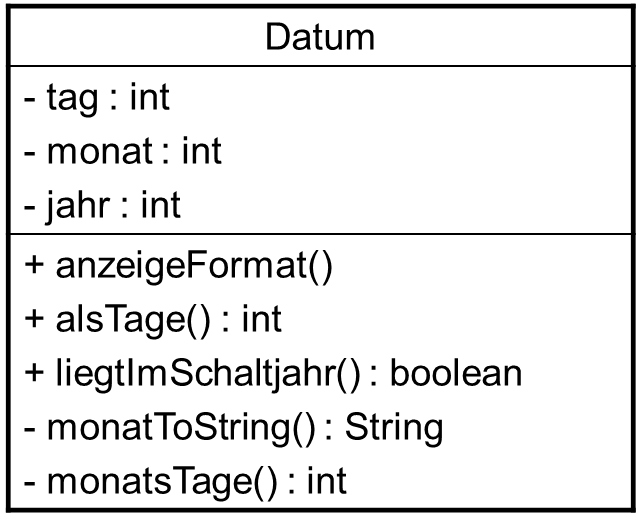 Datum
- tag : int
- monat : int
- jahr : int
+ anzeigeFormat()
+ alsTage() : int
+ liegtImSchaltjahr() : boolean
- monatToString() : String
- monatsTage() : int